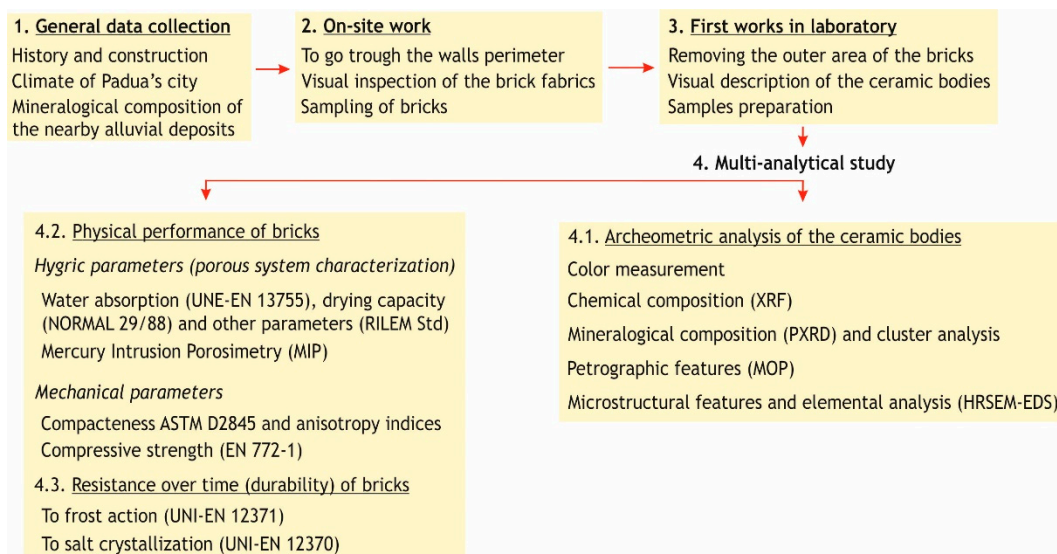 1. General data collection
History and construction
Climate of Padua's city
Mineralogical composition of
the nearby alluvial deposits
2. On-site work
To go trough the walls perimeter
Visual inspection of the brick fabrics
Sampling of bricks
3. First works in laboratory
Removing the outer area of the bricks
Visual description of the ceramic bodies
Samples preparation
4. Multi-analytical study
4.2. Physical performance of bricks
Hygric parameters (porous system characterization)
Water absorption (UNE-EN 13755), drying capacity
(NORMAL 29/88) and other parameters (RILEM Std)
Mercury Intrusion Porosimetry (MIP)
Mechanical parameters
Compacteness ASTM D2845 and anisotropy indices
Compressive strength (EN 772-1)
4.3. Resistance over time (durability) of bricks
To frost action (UNI-EN 12371)
To salt crystallization (UNI-EN 12370)
4.1. Archeometric analysis of the ceramic bodies
Color measurement
Chemical composition (XRF)
Mineralogical composition (PXRD) and cluster analysis
Petrographic features (MOP)
Microstructural features and elemental analysis (HRSEM-EDS)